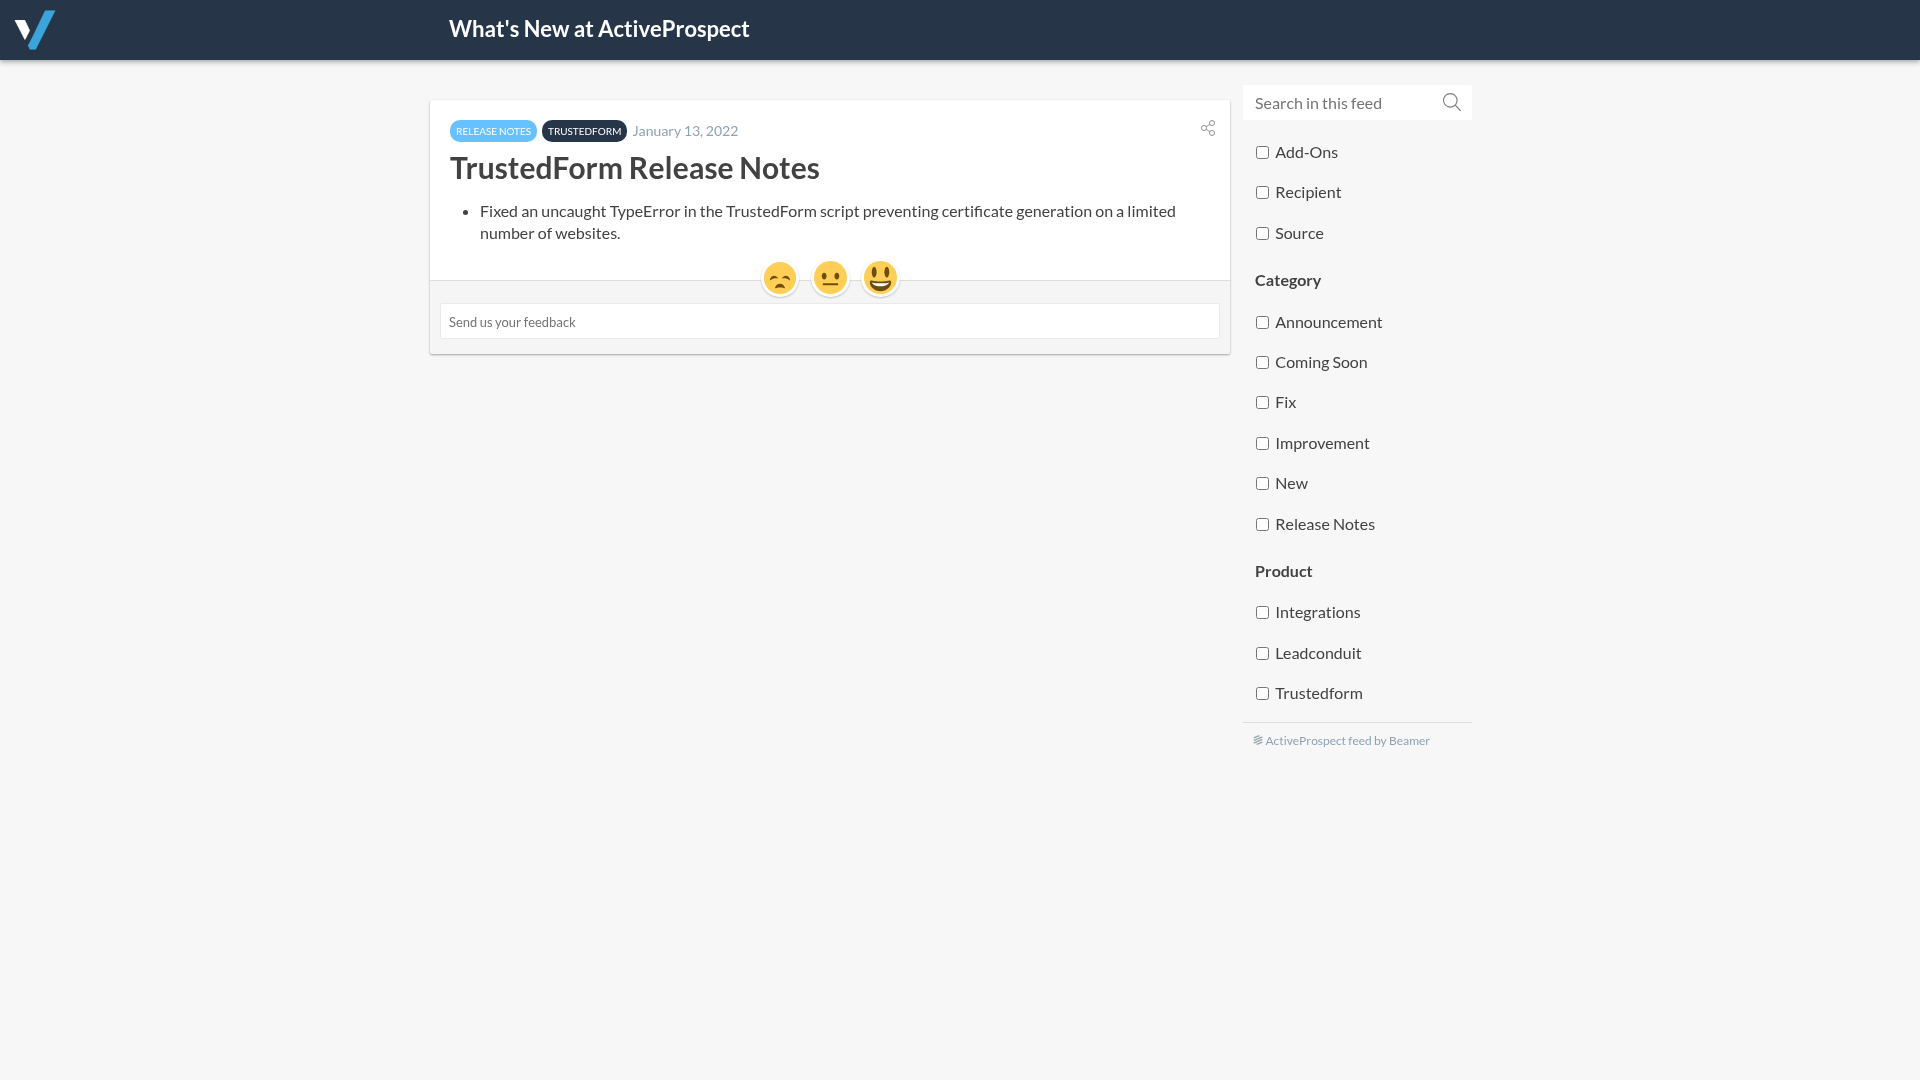 What's New at ActiveProspect
RELEASE NOTES TRUSTEDFORM January 13, 2022
TrustedForm Release Notes
• Fixed an uncaught TypeError in the TrustedForm script preventing certificate generation on a limited
number of websites.
Send us your feedback
Search in this feed
Add-Ons
Recipient
Source
Category
Announcement
Coming Soon
Fix
Improvement
New
Release Notes
Product
Integrations
Leadconduit
Trustedform
ActiveProspect feed by Beamer